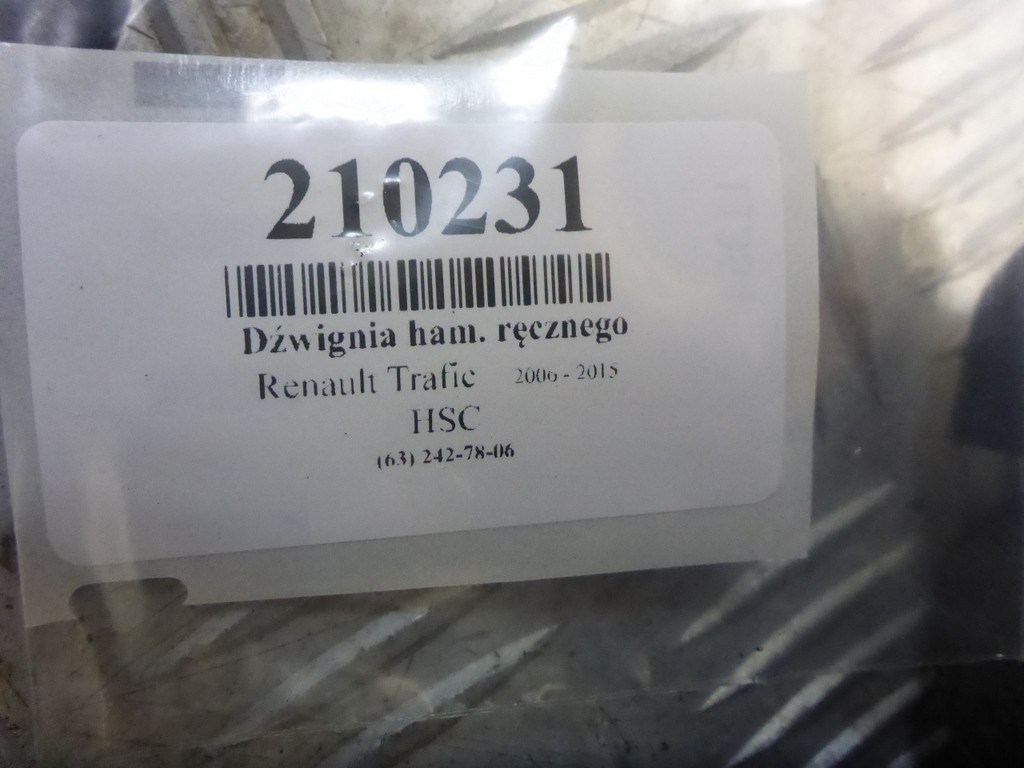 210231
Dźwignia ham. ręcznego
Renault Trafic 2006 - 2015
HSC
(63) 242-78-06